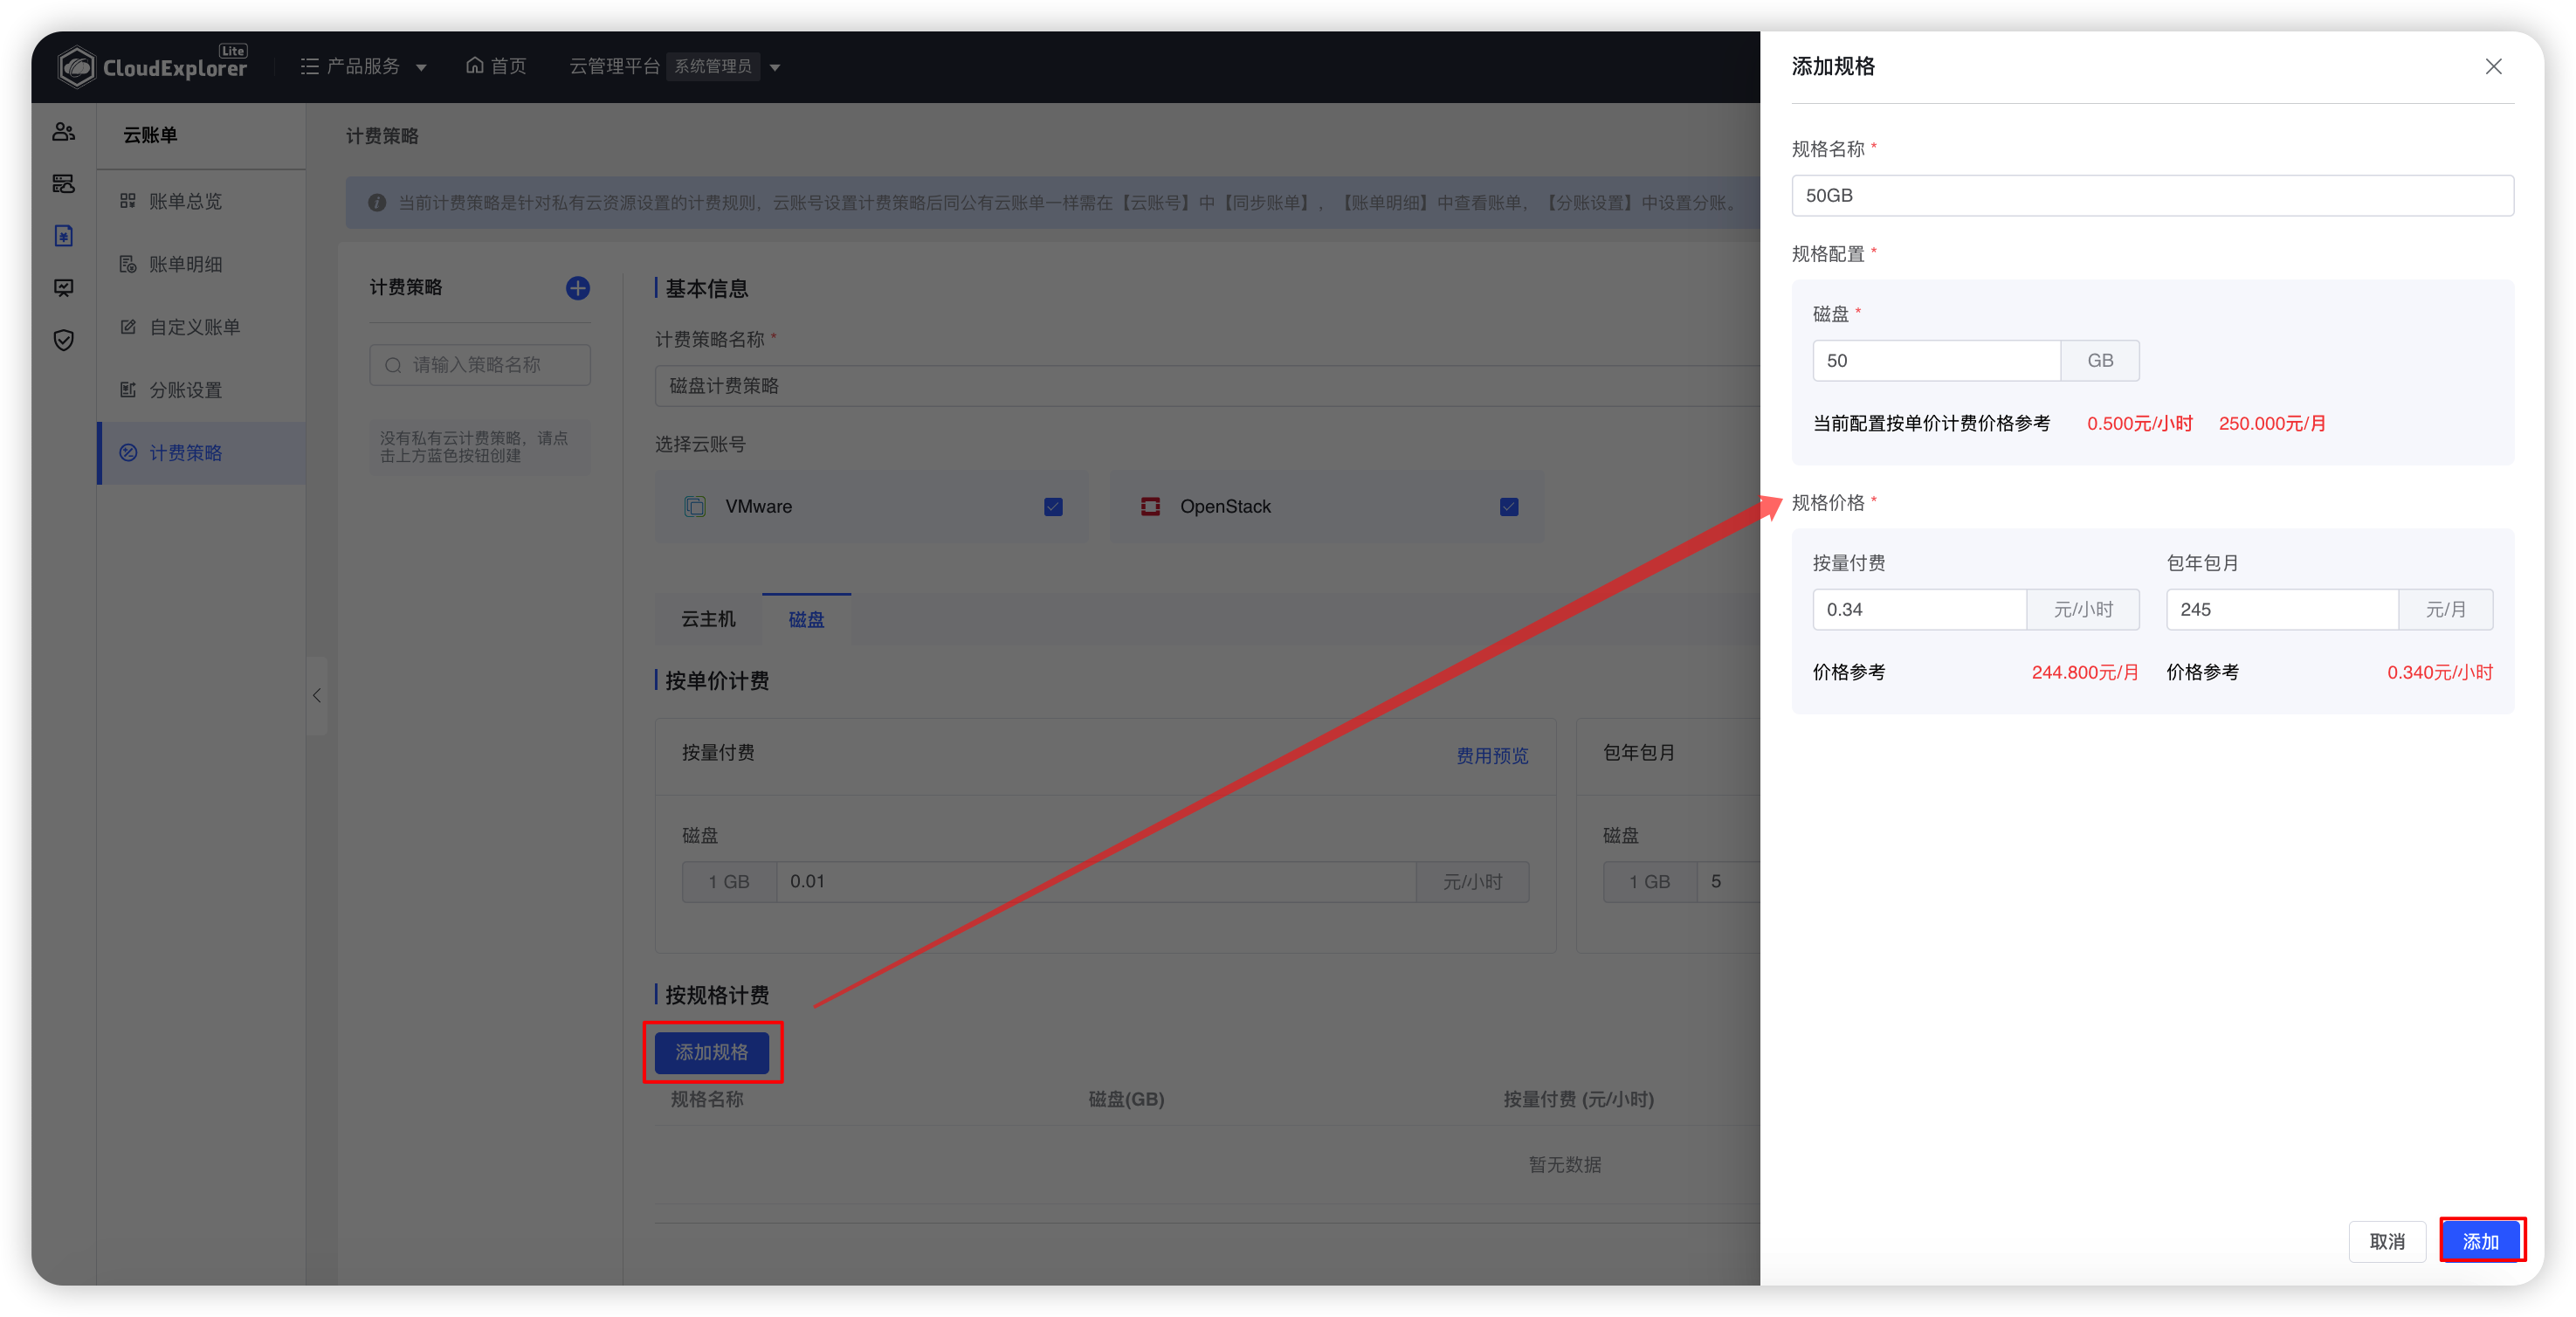 CloudExplorer Lite
产品服务
首页
云管理平台 系统管理员
云账单
账单总览
账单明细
自定义账单
分账设置
计费策略
计费策略
当前计费策略是针对私有云资源设置的计费规则，云账号设置计费策略后同公有云账单一样需在【云账号】中【同步账单】，【账单明细】中查看账单，【分账设置】中设置分账。
计费策略
请输入策略名称
没有私有云计费策略，请点
击上方蓝色按钮创建
基本信息
计费策略名称 *
磁盘计费策略
选择云账号
VMware
OpenStack
云主机 磁盘
按单价计费
按量付费 费用预览
磁盘
1 GB 0.01 元/小时
包年包月
磁盘
1 GB 5
按规格计费
添加规格
规格名称 磁盘(GB) 按量付费 (元/小时)
暂无数据
添加规格
规格名称 *
50GB
规格配置 *
磁盘 *
50 GB
当前配置按单价计费价格参考 0.500元/小时 250.000元/月
规格价格 *
按量付费 包年包月
0.34 元/小时 245 元/月
价格参考 244.800元/月 价格参考 0.340元/小时
取消 添加